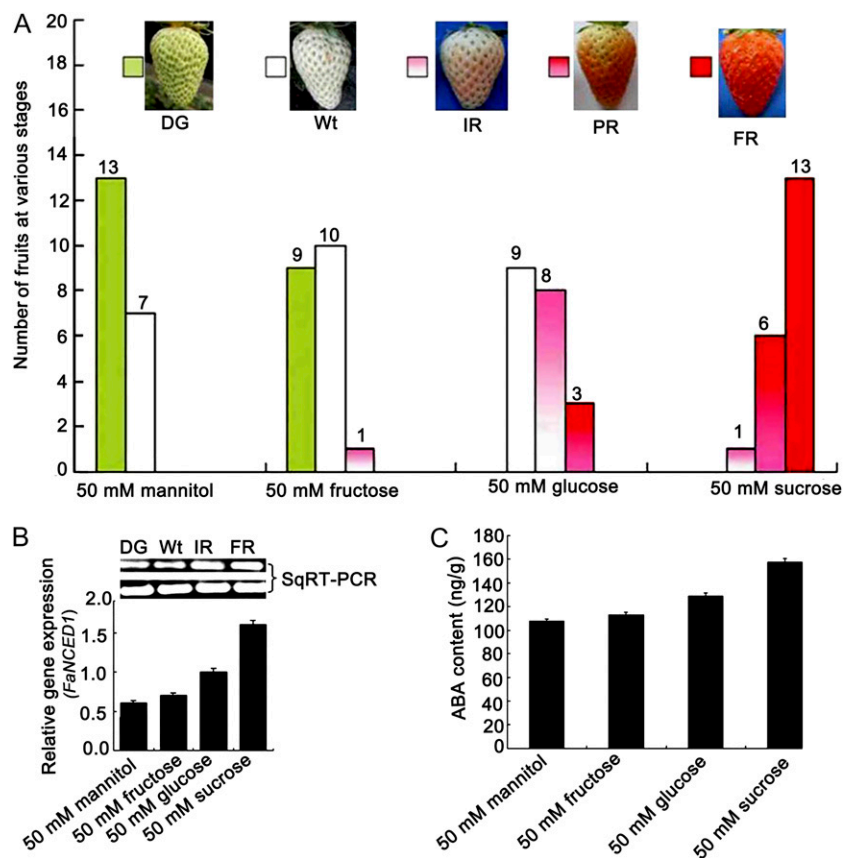 A
Number of fruits at various stages
20
18
16
14
12
10
8
6
4
2
0
DG
Wt
IR
PR
FR
13
7
9
10
1
9
8
3
1
6
13
50 mM mannitol
50 mM fructose
50 mM glucose
50 mM sucrose
B
DG Wt IR FR
SqRT-PCR
Relative gene expression
(FaNCED1)
2.0
1.5
1.0
0.5
0.0
50 mM mannitol
50 mM fructose
50 mM glucose
50 mM sucrose
C
ABA content (ng/g)
180
160
140
120
100
80
60
40
20
0
50 mM mannitol
50 mM fructose
50 mM glucose
50 mM sucrose